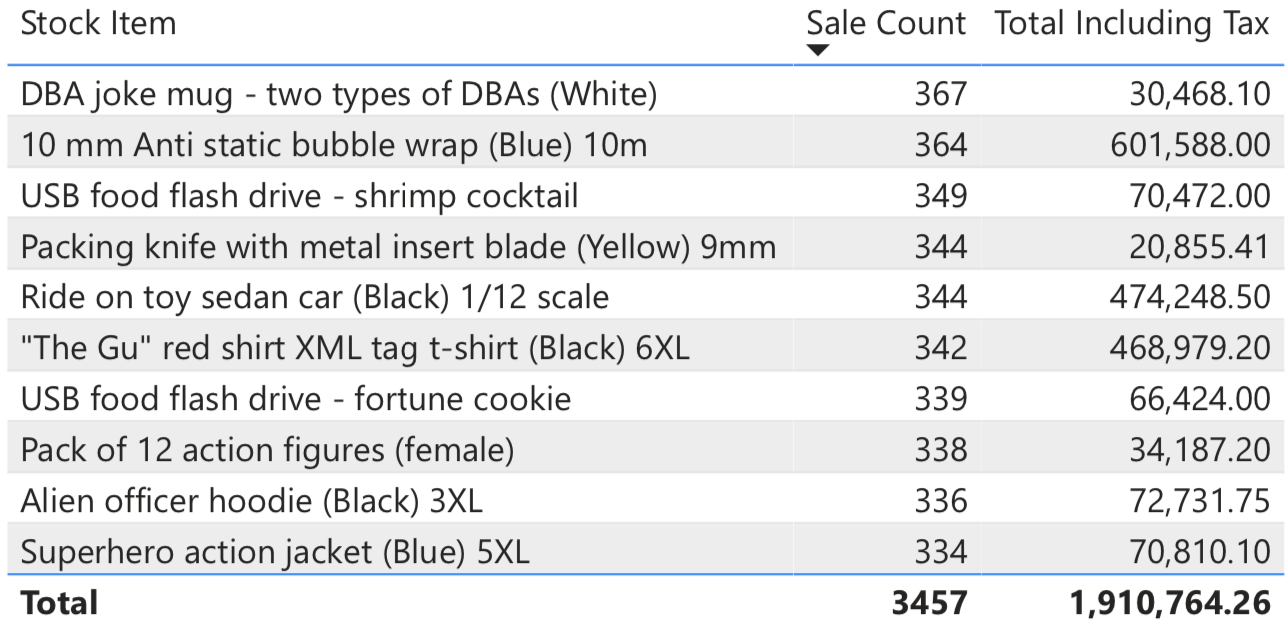 Stock Item Sale Count Total Including Tax
DBA joke mug - two types of DBAs (White) 367 30,468.10
10 mm Anti static bubble wrap (Blue) 10m 364 601,588.00
USB food flash drive - shrimp cocktail 349 70,472.00
Packing knife with metal insert blade (Yellow) 9mm 344 20,855.41
Ride on toy sedan car (Black) 1/12 scale 344 474,248.50
"The Gu" red shirt XML tag t-shirt (Black) 6XL 342 468,979.20
USB food flash drive - fortune cookie 339 66,424.00
Pack of 12 action figures (female) 338 34,187.20
Alien officer hoodie (Black) 3XL 336 72,731.75
Superhero action jacket (Blue) 5XL 334 70,810.10
Total 3457 1,910,764.26